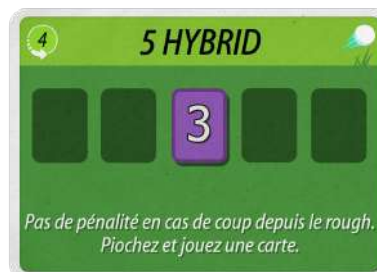 4
5 HYBRID
3
Pas de pénalité en cas de coup depuis le rough.
Piochez et jouez une carte.